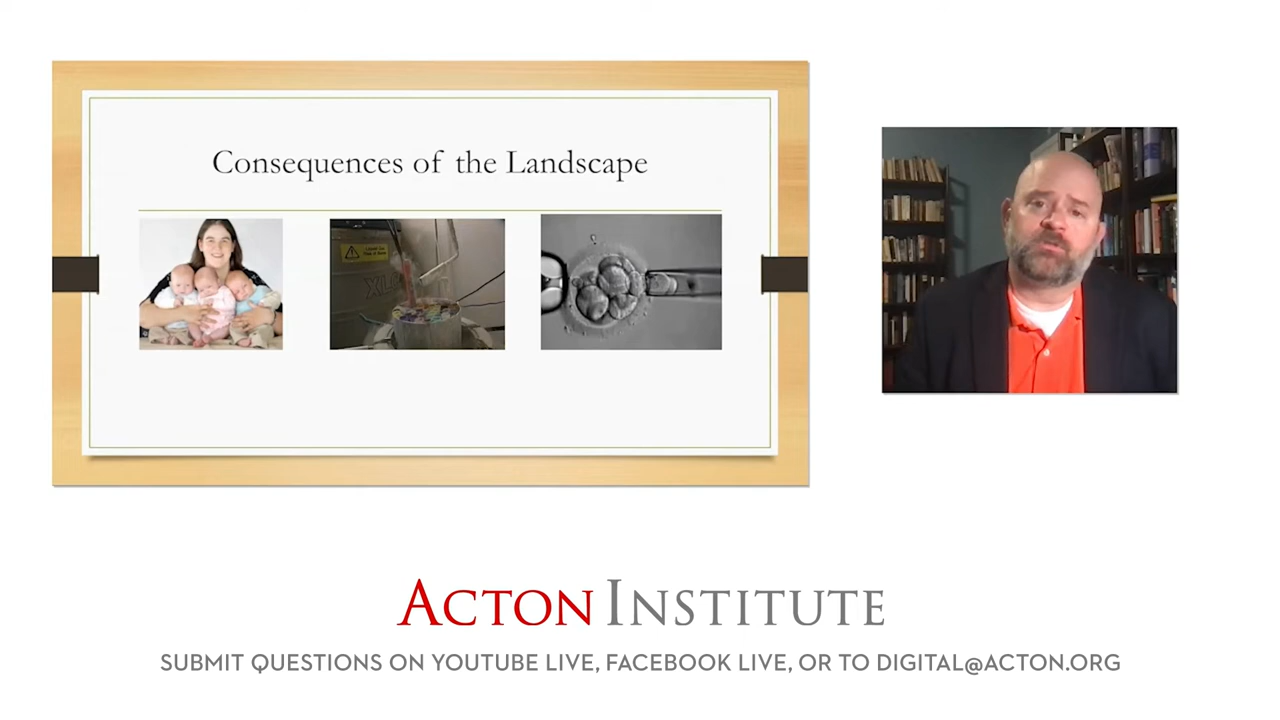 Consequences of the Landscape
ACTON INSTITUTE
SUBMIT QUESTIONS ON YOUTUBE LIVE, FACEBOOK LIVE, OR TO DIGITAL@ACTON.ORG